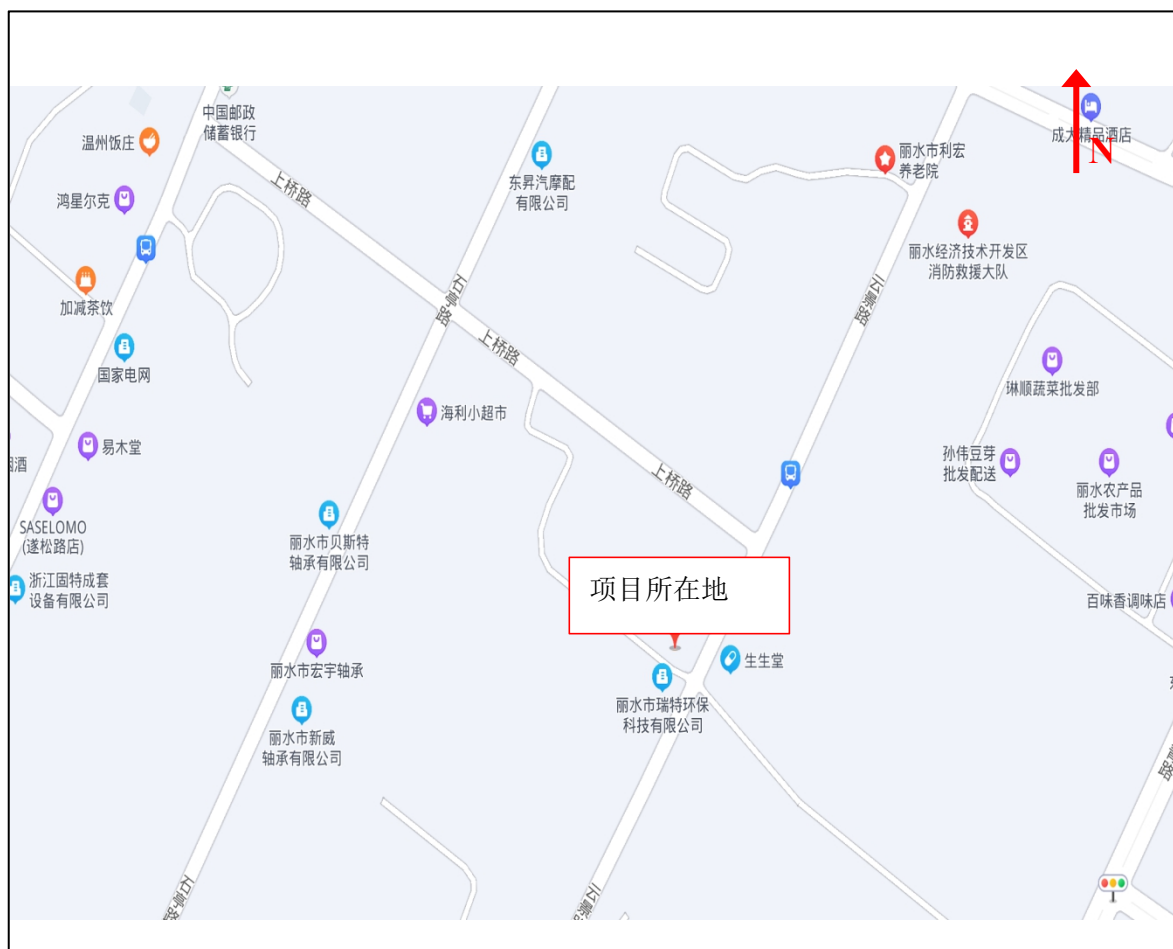 中国邮政
储蓄银行
温州饭庄
成大精品酒店
N
丽水市利宏
养老院
上桥路
东昇汽摩配
有限公司
鸿星尔克
丽水经济技术开发区
消防救援大队
云景路
加减茶饮
石亭路
上桥路
国家电网
琳顺蔬菜批发部
海利小超市
易木堂
孙伟豆芽
批发配送
上桥路
丽水农产品
批发市场
SASELOMO
(遂松路店)
丽水市贝斯特
轴承有限公司
浙江固特成套
设备有限公司
项目所在地
百味香调味店
生生堂
丽水市宏宇轴承
丽水市瑞特环保
科技有限公司
丽水市新威
轴承有限公司
石亭路
云景路